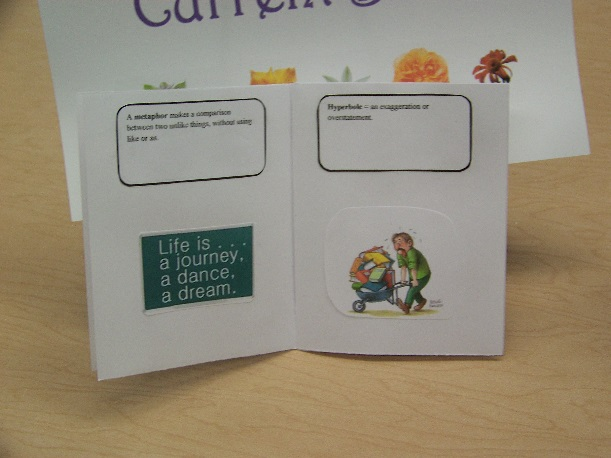 Current
A metaphor makes a comparison
between two unlike things, without using
like or as.
Hyperbole = an exaggeration or
overstatement.
Life is . . .
a journey,
a dance,
a dream.